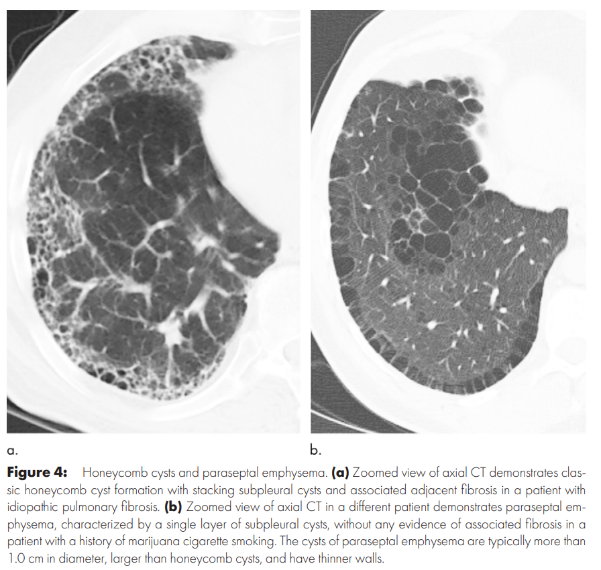 a.
b.
Figure 4: Honeycomb cysts and paraseptal emphysema. (a) Zoomed view of axial CT demonstrates clas-
sic honeycomb cyst formation with stacking subpleural cysts and associated adjacent fibrosis in a patient with
idiopathic pulmonary fibrosis. (b) Zoomed view of axial CT in a different patient demonstrates paraseptal em-
physema, characterized by a single layer of subpleural cysts, without any evidence of associated fibrosis in a
patient with a history of marijuana cigarette smoking. The cysts of paraseptal emphysema are typically more than
1.0 cm in diameter, larger than honeycomb cysts, and have thinner walls.